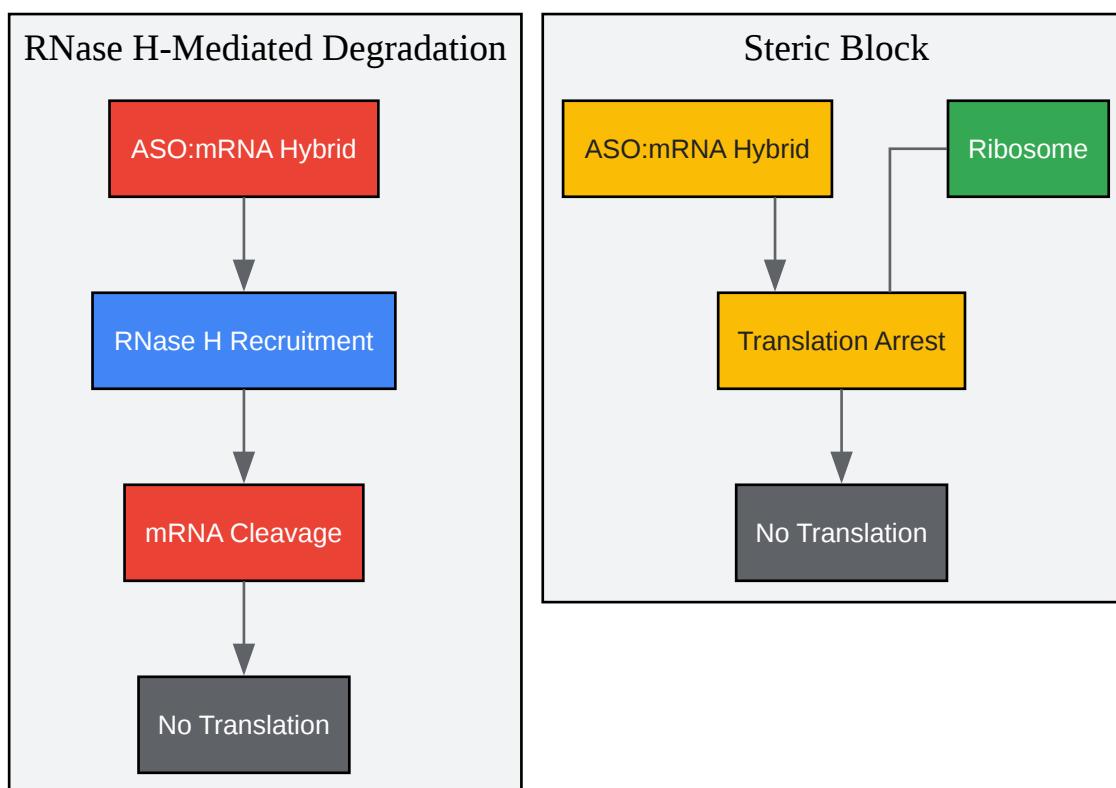 RNase H-Mediated Degradation
ASO:mRNA Hybrid
RNase H Recruitment
mRNA Cleavage
No Translation
Steric Block
ASO:mRNA Hybrid
Ribosome
Translation Arrest
No Translation